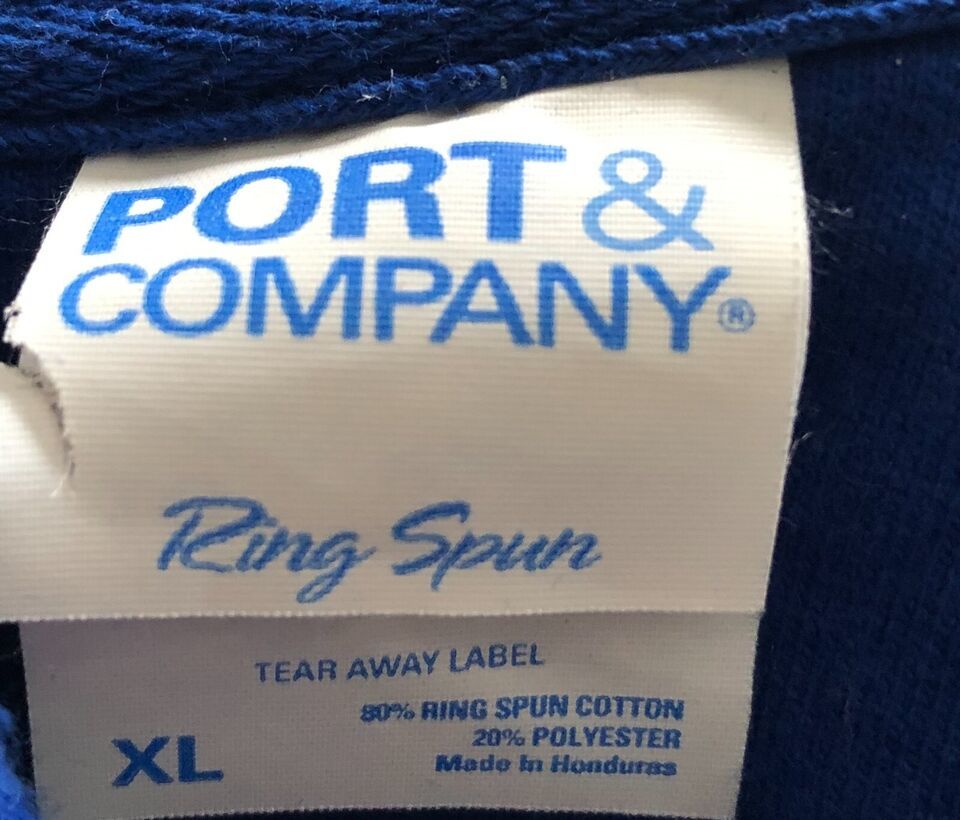 PORT &
COMPANY®
Ring Spun
TEAR AWAY LABEL
80% RING SPUN COTTON
20% POLYESTER
Made In Honduras
XL